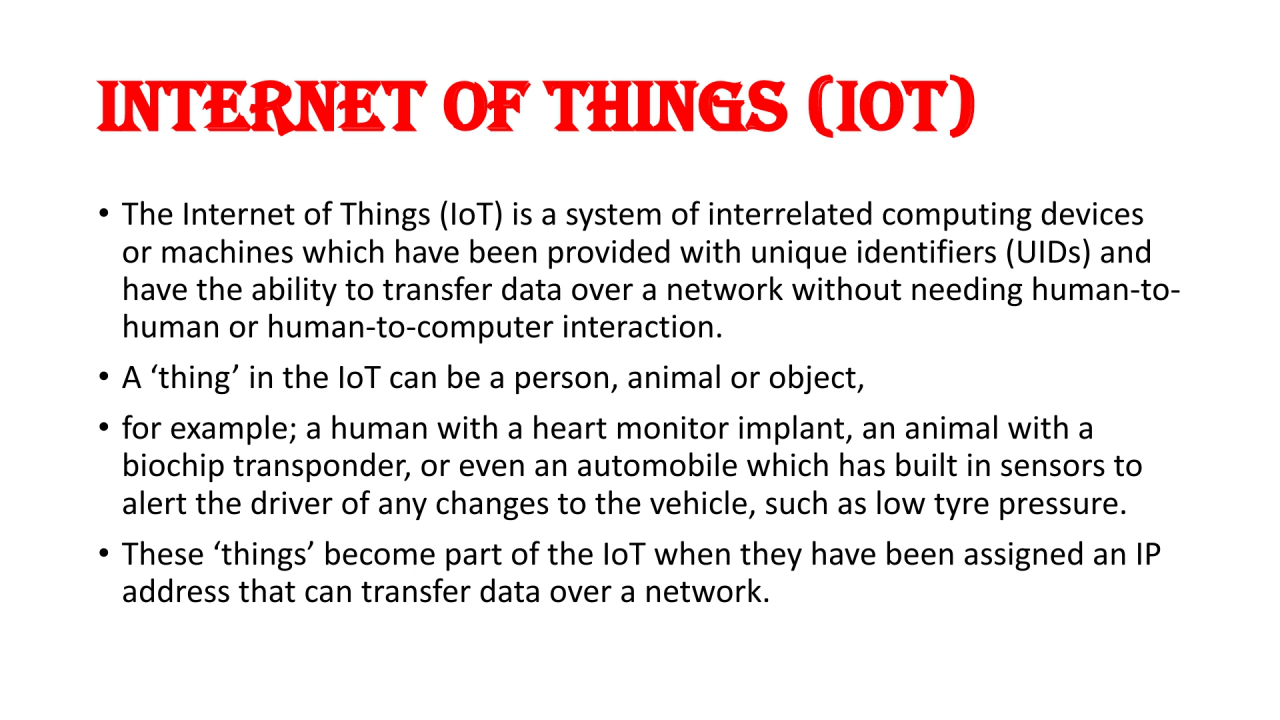 INTERNET OF THINGS (IOT)
• The Internet of Things (IoT) is a system of interrelated computing devices
or machines which have been provided with unique identifiers (UIDs) and
have the ability to transfer data over a network without needing human-to-
human or human-to-computer interaction.
• A ‘thing’ in the IoT can be a person, animal or object,
• for example; a human with a heart monitor implant, an animal with a
biochip transponder, or even an automobile which has built in sensors to
alert the driver of any changes to the vehicle, such as low tyre pressure.
• These ‘things’ become part of the IoT when they have been assigned an IP
address that can transfer data over a network.